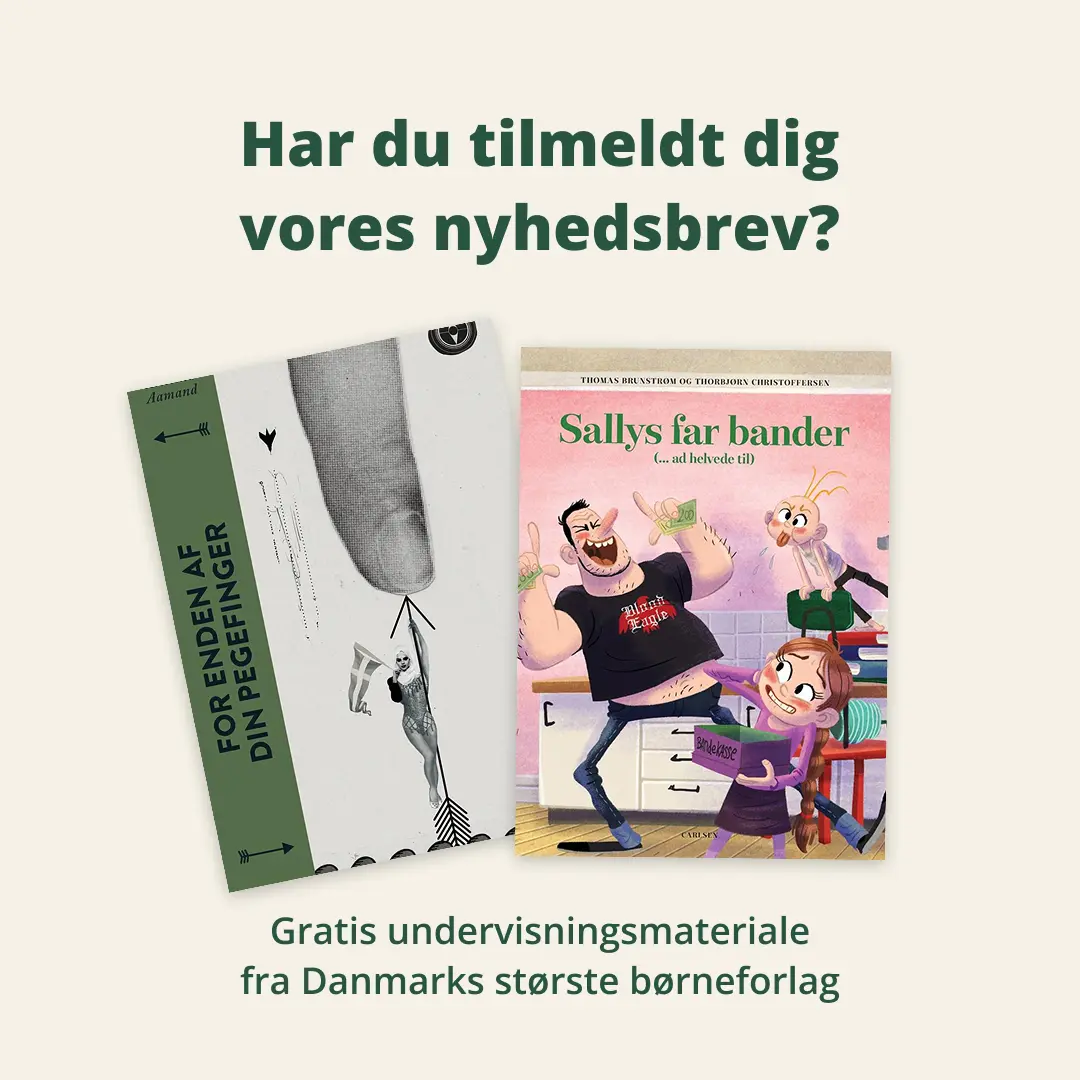 Har du tilmeldt dig
vores nyhedsbrev?
Aamand
FOR ENDEN AF
DIN PEGEFINGER
THOMAS BRUNSTRØM OG THORBJØRN CHRISTOFFERSEN
Sallys far bander
(... ad helvede til)
200
Blood
Eagle
BANDEKASSE
CARLSEN
Gratis undervisningsmateriale
fra Danmarks største børneforlag